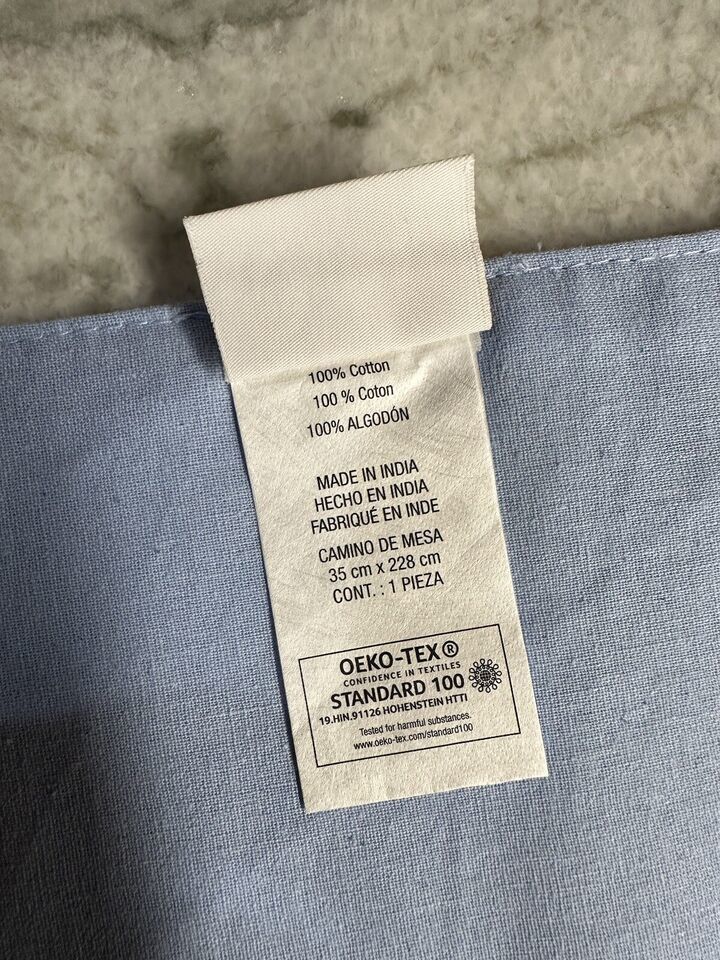 100% Cotton
100 % Coton
100% ALGODÓN
MADE IN INDIA
HECHO EN INDIA
FABRIQUÉ EN INDE
CAMINO DE MESA
35 cm x 228 cm
CONT. : 1 PIEZA
OEKO-TEX®
CONFIDENCE IN TEXTILES
STANDARD 100
19.HIN.91126 HOHENSTEIN HTTI
Tested for harmful substances.
www.oeko-tex.com/standard100